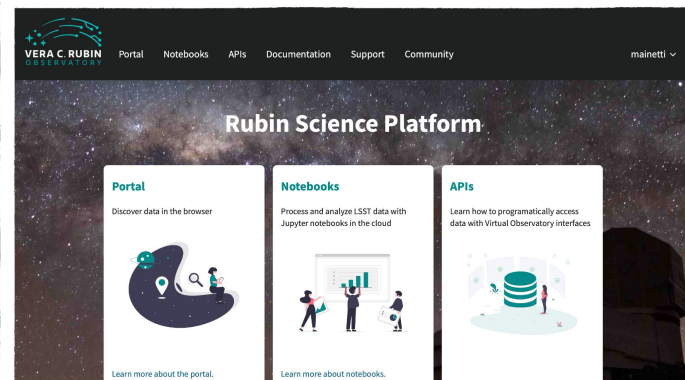 VERA C. RUBIN
OBSERVATORY
Portal Notebooks APIs Documentation Support Community mainetti
Rubin Science Platform
Portal
Discover data in the browser
Learn more about the portal.
Notebooks
Process and analyze LSST data with
Jupyter notebooks in the cloud
Learn more about notebooks.
APIs
Learn how to programatically access
data with Virtual Observatory interfaces